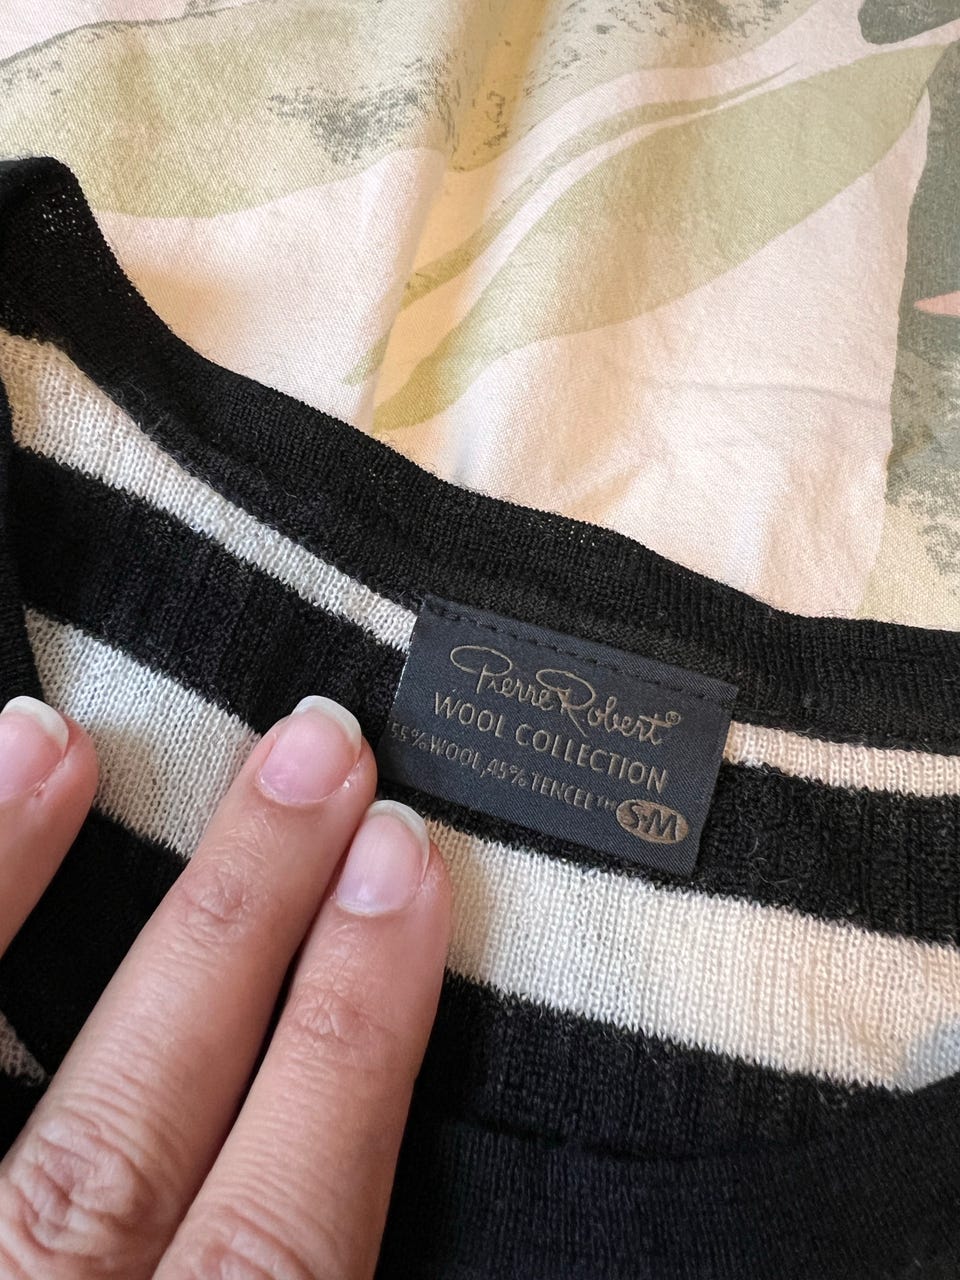 Pierre Robert®
WOOL COLLECTION
55% WOOL, 45% TENCEL™
S·M